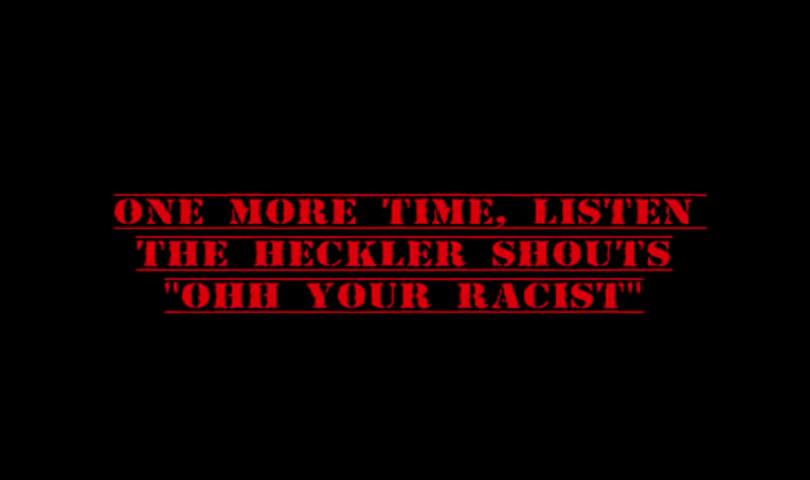 ONE MORE TIME, LISTEN
THE HECKLER SHOUTS
"OHH YOUR RACIST"